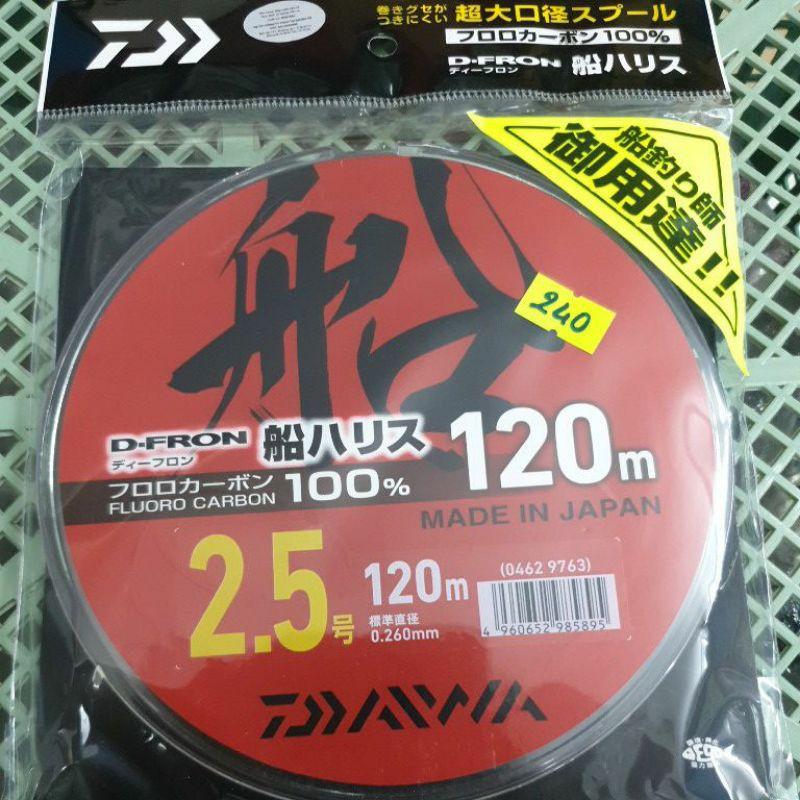 巻きグセが
つきにくい
超大口径スプール
フロロカーボン100%
D-FRON
ディーフロン
船ハリス
船釣り師
御用達!!
船
240
D-FRON
ディーフロン
船ハリス
120m
フロロカーボン
FLUORO CARBON
100%
MADE IN JAPAN
2.5号
120m
標準直径
0.260mm
(0462 9763)
4 960652 985895
DAIWA